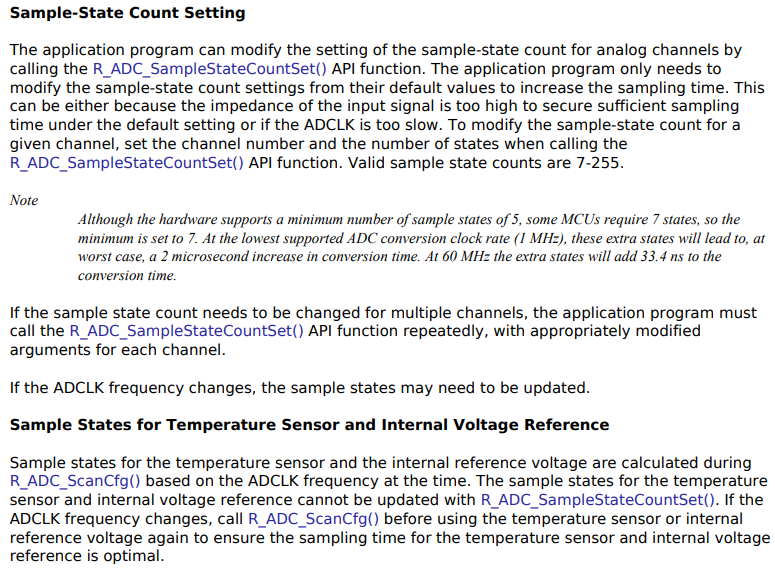 Sample-State Count Setting
The application program can modify the setting of the sample-state count for analog channels by
calling the R_ADC_SampleStateCountSet() API function. The application program only needs to
modify the sample-state count settings from their default values to increase the sampling time. This
can be either because the impedance of the input signal is too high to secure sufficient sampling
time under the default setting or if the ADCLK is too slow. To modify the sample-state count for a
given channel, set the channel number and the number of states when calling the
R_ADC_SampleStateCountSet() API function. Valid sample state counts are 7-255.
Note
Although the hardware supports a minimum number of sample states of 5, some MCUs require 7 states, so the
minimum is set to 7. At the lowest supported ADC conversion clock rate (1 MHz), these extra states will lead to, at
worst case, a 2 microsecond increase in conversion time. At 60 MHz the extra states will add 33.4 ns to the
conversion time.
If the sample state count needs to be changed for multiple channels, the application program must
call the R_ADC_SampleStateCountSet() API function repeatedly, with appropriately modified
arguments for each channel.
If the ADCLK frequency changes, the sample states may need to be updated.
Sample States for Temperature Sensor and Internal Voltage Reference
Sample states for the temperature sensor and the internal reference voltage are calculated during
R_ADC_ScanCfg() based on the ADCLK frequency at the time. The sample states for the temperature
sensor and internal voltage reference cannot be updated with R_ADC_SampleStateCountSet(). If the
ADCLK frequency changes, call R_ADC_ScanCfg() before using the temperature sensor or internal
reference voltage again to ensure the sampling time for the temperature sensor and internal voltage
reference is optimal.